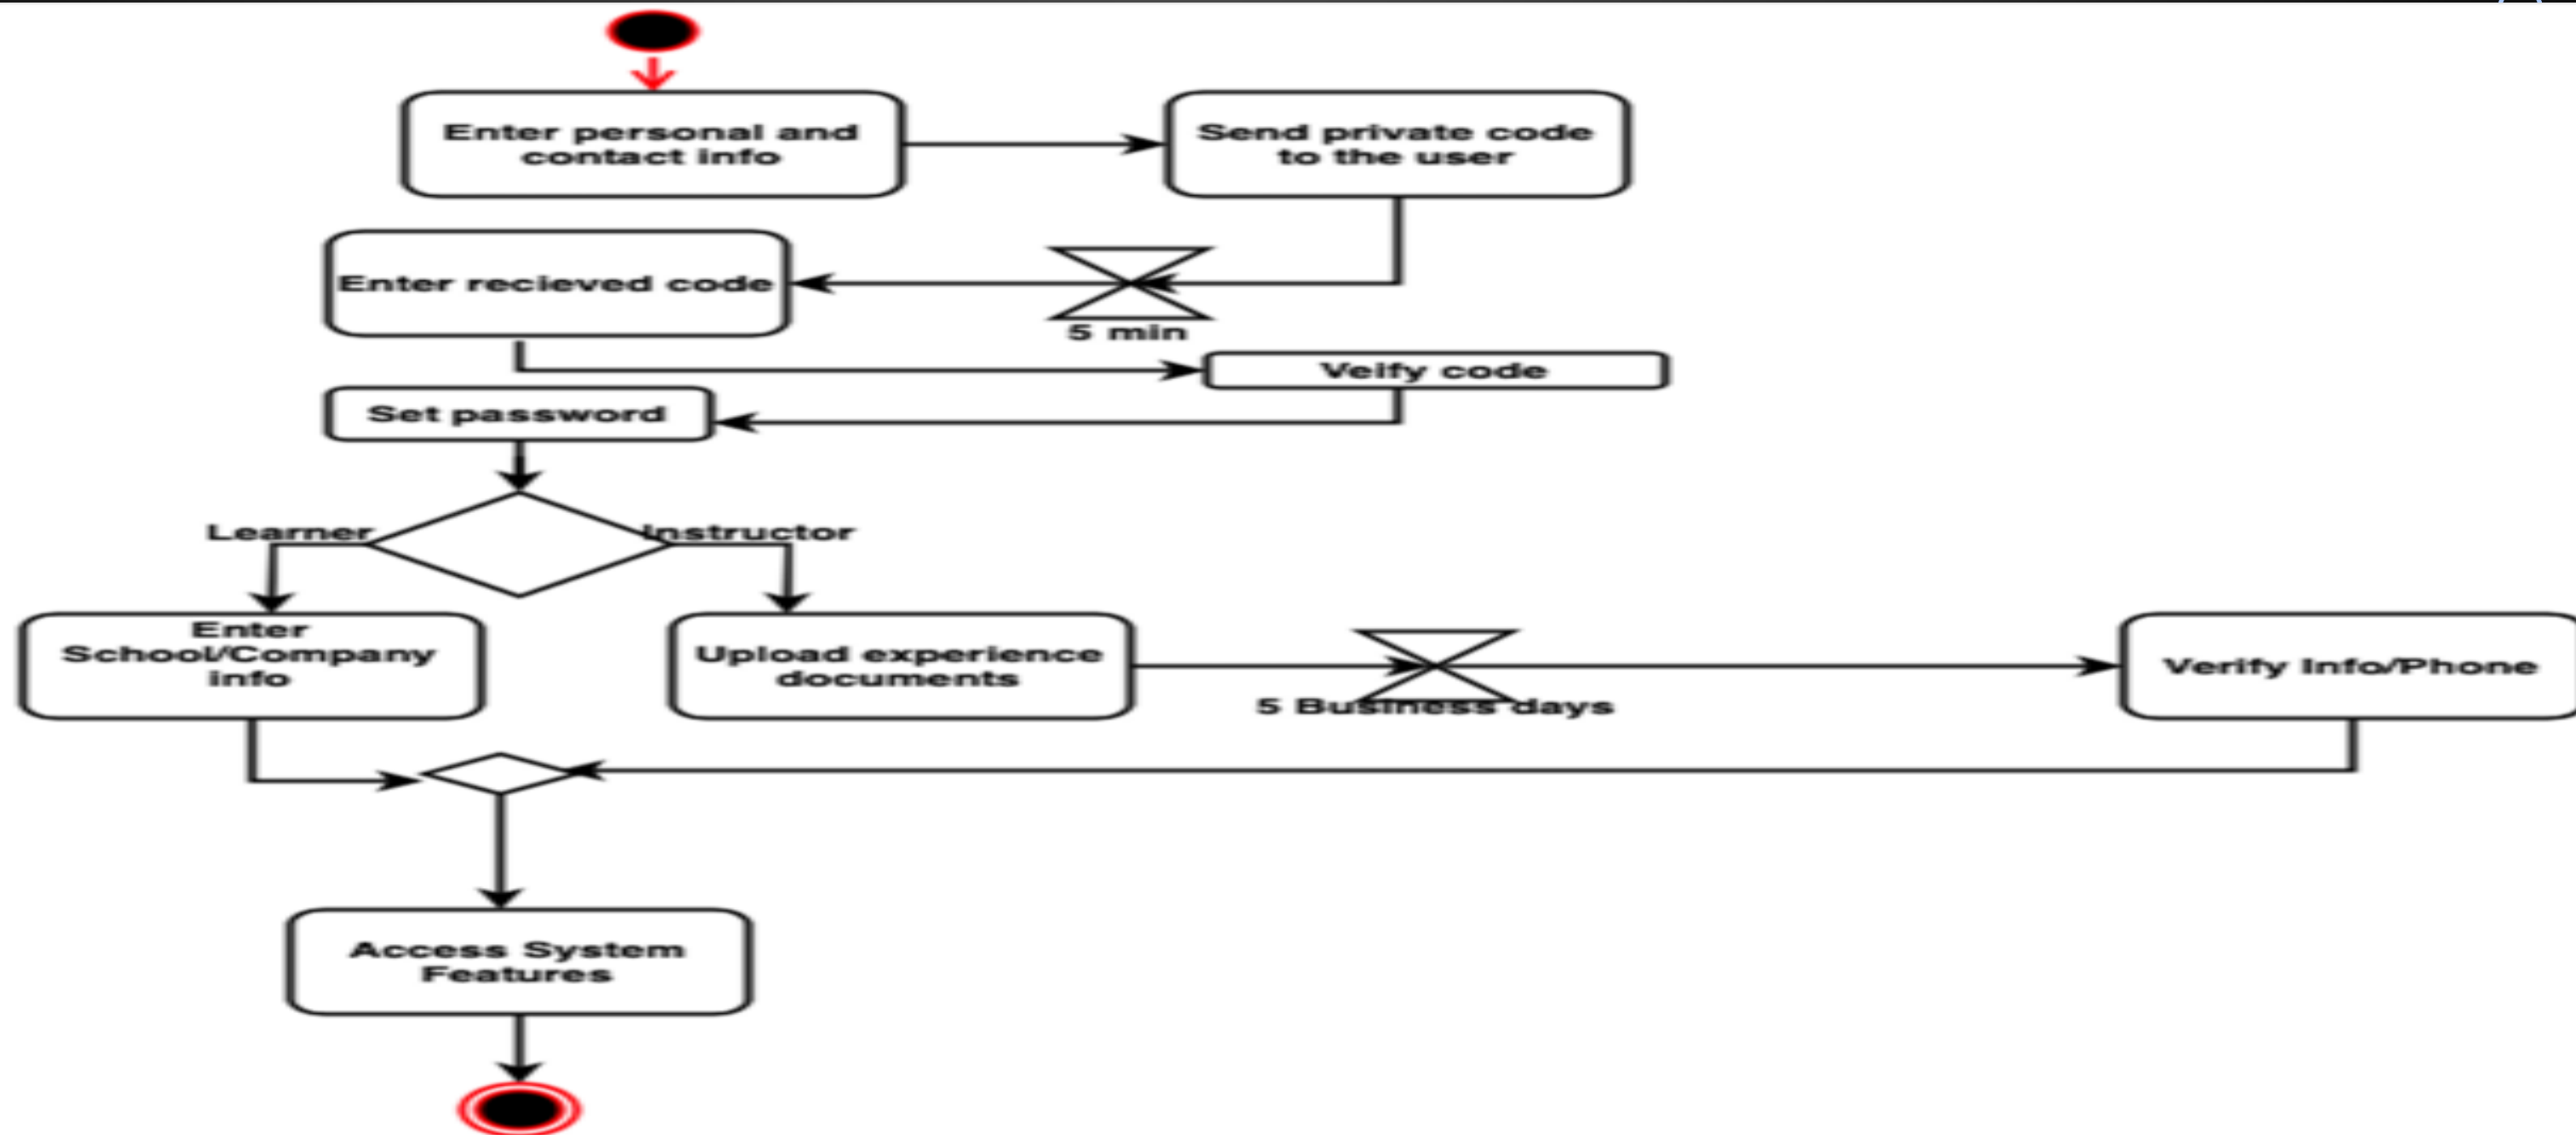 Enter personal and
contact info
Send private code
to the user
Enter recieved code
5 min
Veify code
Set password
Learner
Instructor
Enter
School/Company
info
Upload experience
documents
5 Business days
Verify Info/Phone
Access System
Features